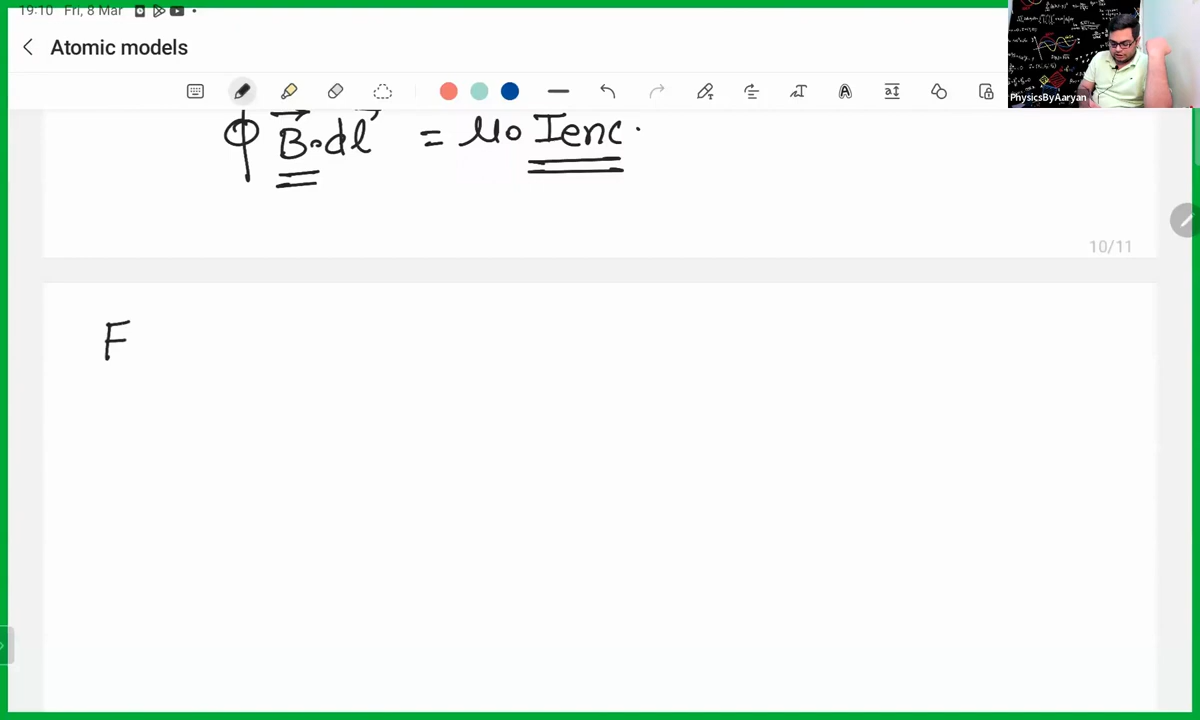 19:10 Fri, 8 Mar
Atomic models
PhysicsByAaryan
∮ B⃗·dl⃗ = μ₀ Ienc.
10/11
F